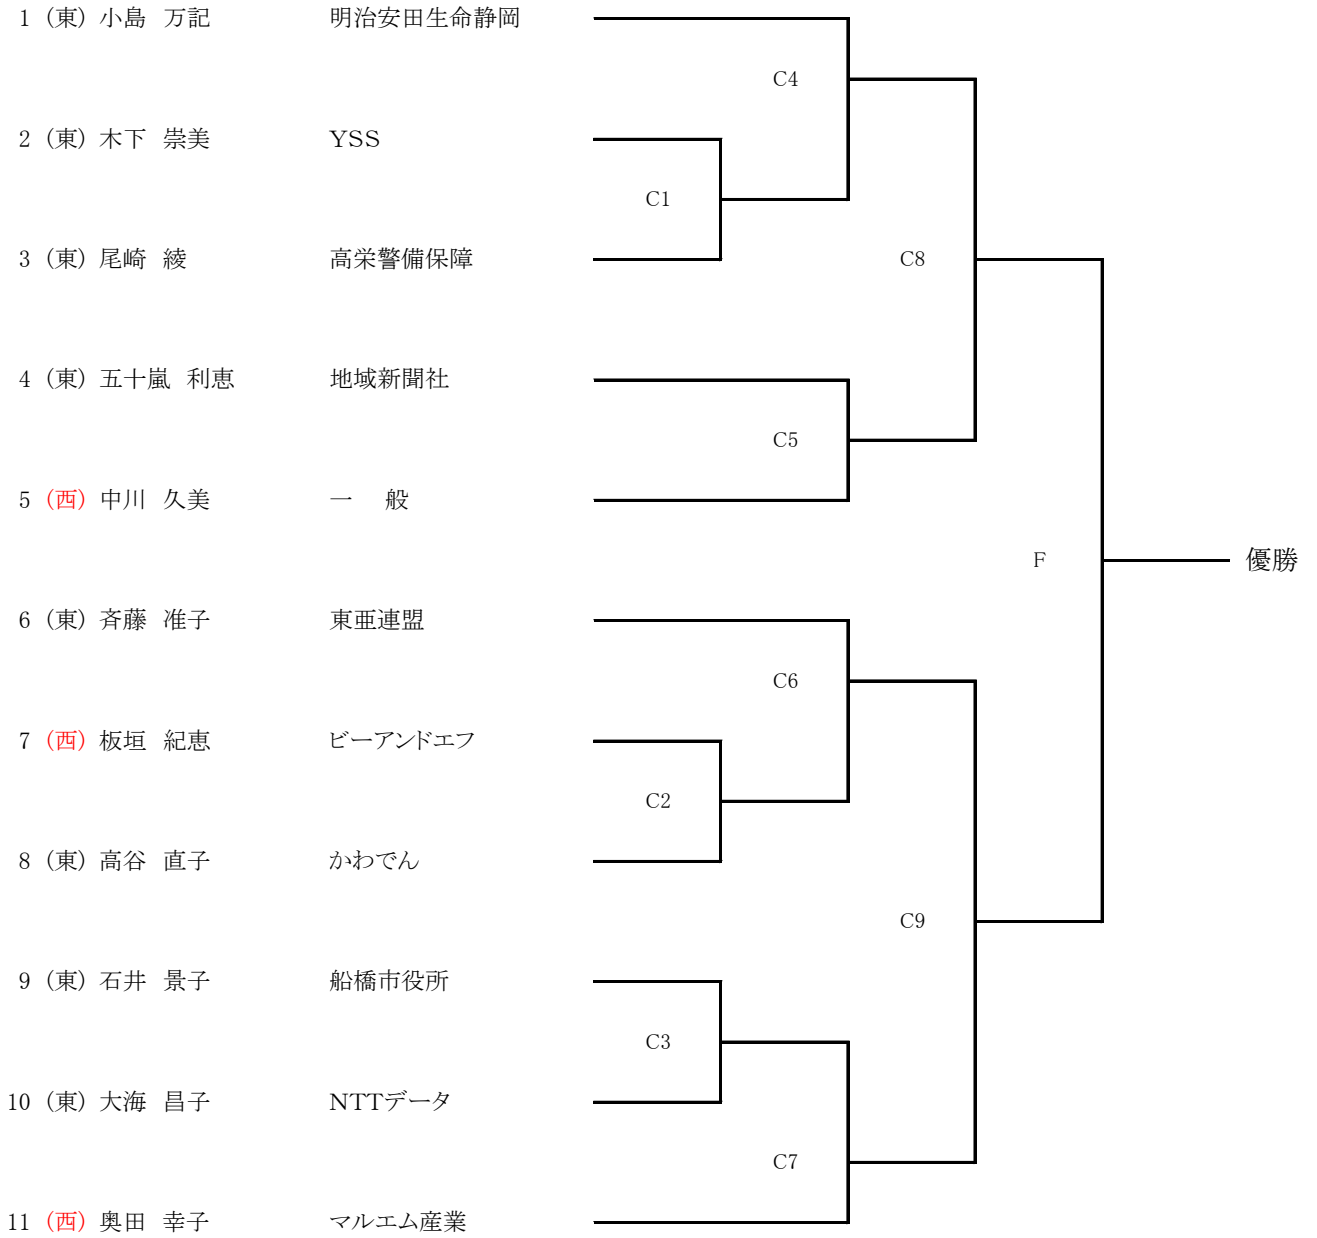 1 (東) 小島 万記 明治安田生命静岡
C4
2 (東) 木下 崇美 YSS
C1
3 (東) 尾崎 綾 高栄警備保障
C8
4 (東) 五十嵐 利恵 地域新聞社
C5
5 (西) 中川 久美 一 般
F 優勝
6 (東) 斉藤 准子 東亜連盟
C6
7 (西) 板垣 紀恵 ビーアンドエフ
C2
8 (東) 高谷 直子 かわでん
C9
9 (東) 石井 景子 船橋市役所
C3
10 (東) 大海 昌子 NTTデータ
C7
11 (西) 奥田 幸子 マルエム産業